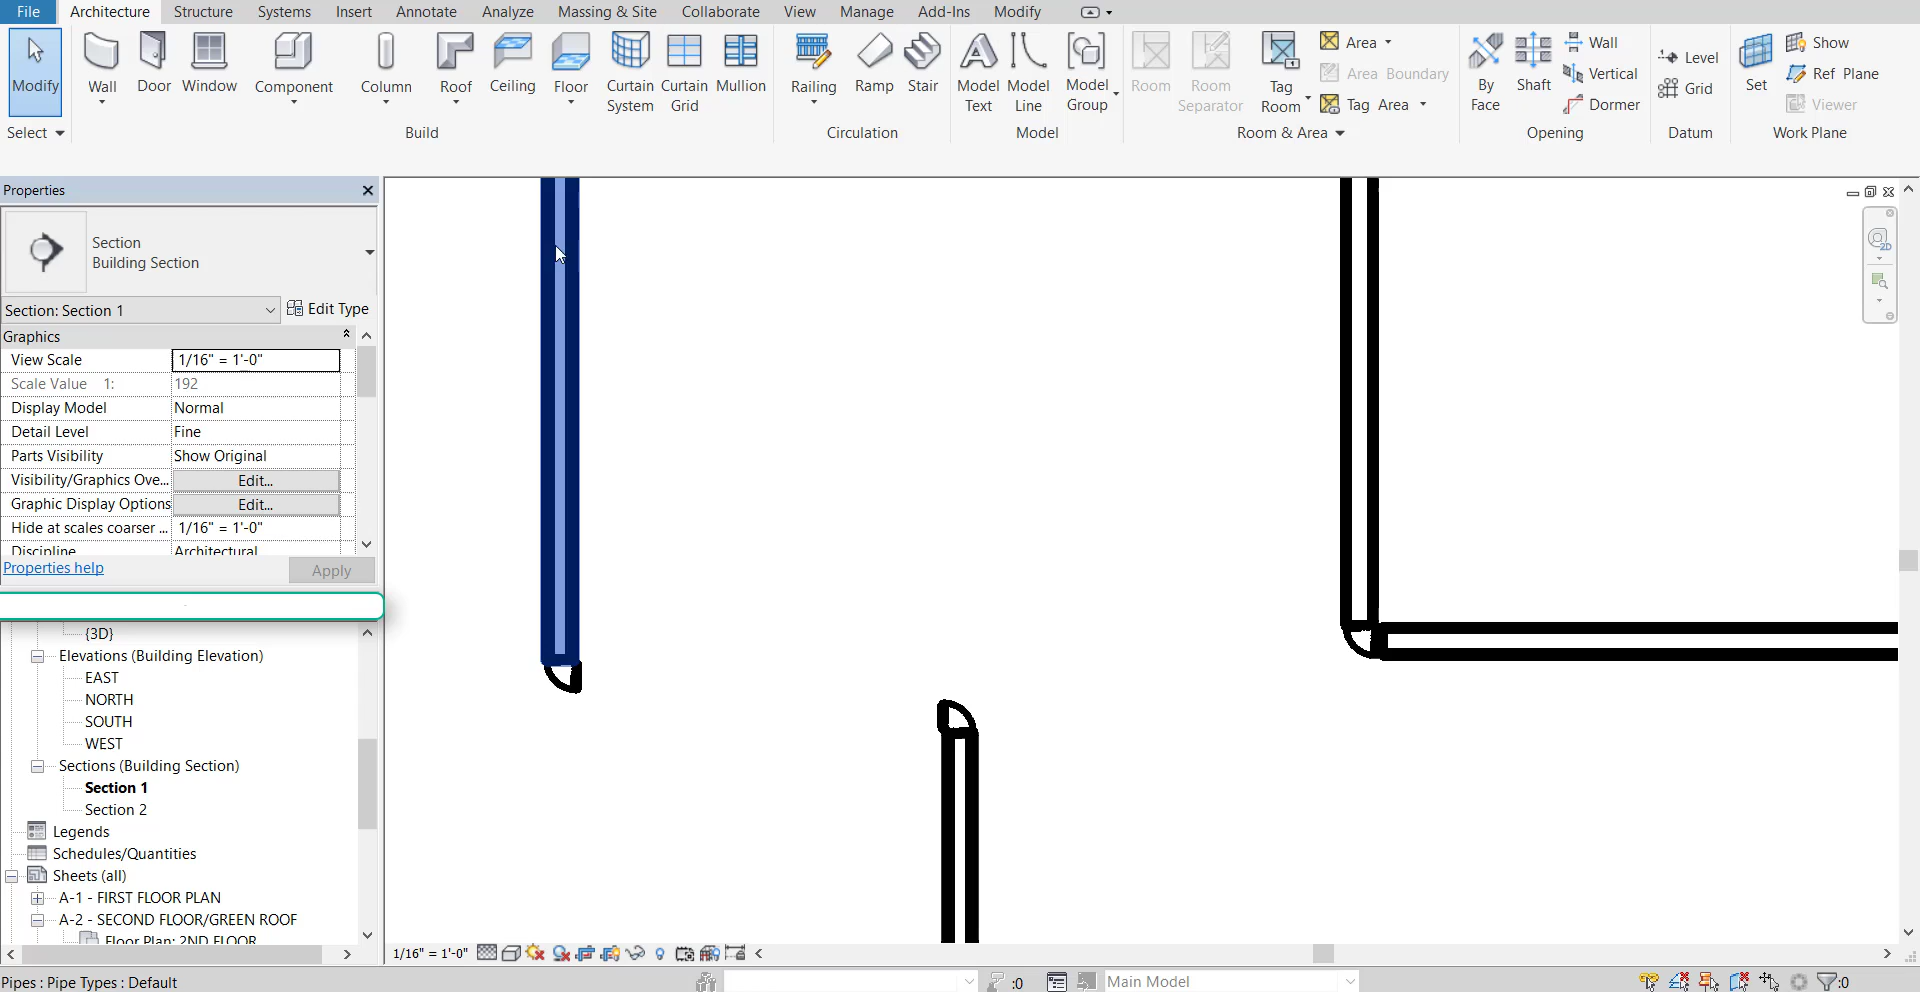 File Architecture Structure Systems Insert Annotate Analyze Massing & Site Collaborate View Manage Add-Ins Modify
Modify Wall Door Window Component Column Roof Ceiling Floor Curtain System Curtain Grid Mullion Railing Ramp Stair Model Text Model Line Model Group Room Room Separator Tag Room Area Area Boundary Tag Area By Face Shaft Wall Vertical Dormer Level Grid Set Show Ref Plane Viewer
Select Build Circulation Model Room & Area Opening Datum Work Plane
Properties
Section
Building Section
Section: Section 1 Edit Type
Graphics
View Scale 1/16" = 1'-0"
Scale Value 1: 192
Display Model Normal
Detail Level Fine
Parts Visibility Show Original
Visibility/Graphics Ove... Edit...
Graphic Display Options Edit...
Hide at scales coarser ... 1/16" = 1'-0"
Discipline Architectural
Properties help Apply
{3D}
Elevations (Building Elevation)
EAST
NORTH
SOUTH
WEST
Sections (Building Section)
Section 1
Section 2
Legends
Schedules/Quantities
Sheets (all)
A-1 - FIRST FLOOR PLAN
A-2 - SECOND FLOOR/GREEN ROOF
Floor Plan: 2ND FLOOR
2D
1/16" = 1'-0"
Pipes : Pipe Types : Default :0 Main Model :0